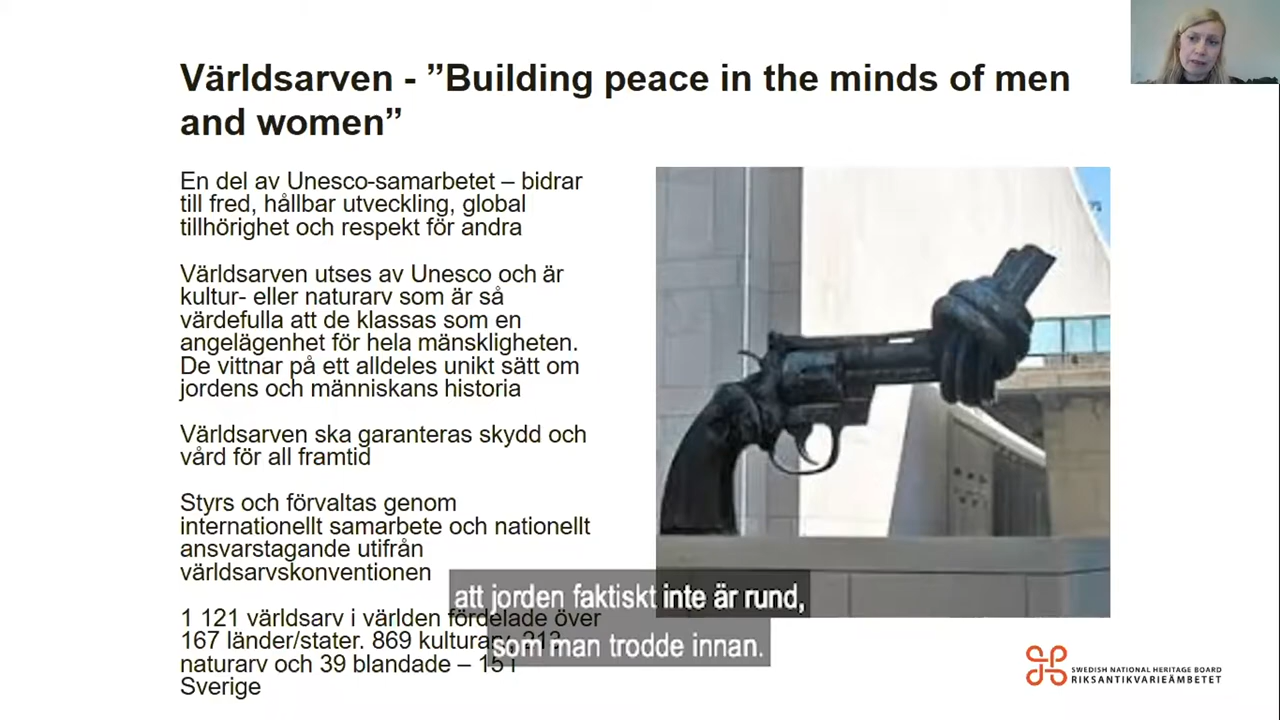 Världsarven - ”Building peace in the minds of men
and women”
En del av Unesco-samarbetet – bidrar
till fred, hållbar utveckling, global
tillhörighet och respekt för andra
Världsarven utses av Unesco och är
kultur- eller naturarv som är så
värdefulla att de klassas som en
angelägenhet för hela mänskligheten.
De vittnar på ett alldeles unikt sätt om
jordens och människans historia
Världsarven ska garanteras skydd och
vård för all framtid
Styrs och förvaltas genom
internationellt samarbete och nationellt
ansvarstagande utifrån
världsarvskonventionen
1 121 världsarv i världen fördelade över
167 länder/stater. 869 kulturarv, 213
naturarv och 39 blandade – 15 i
Sverige
att jorden faktiskt inte är rund,
som man trodde innan.
SWEDISH NATIONAL HERITAGE BOARD
RIKSANTIKVARIEÄMBETET